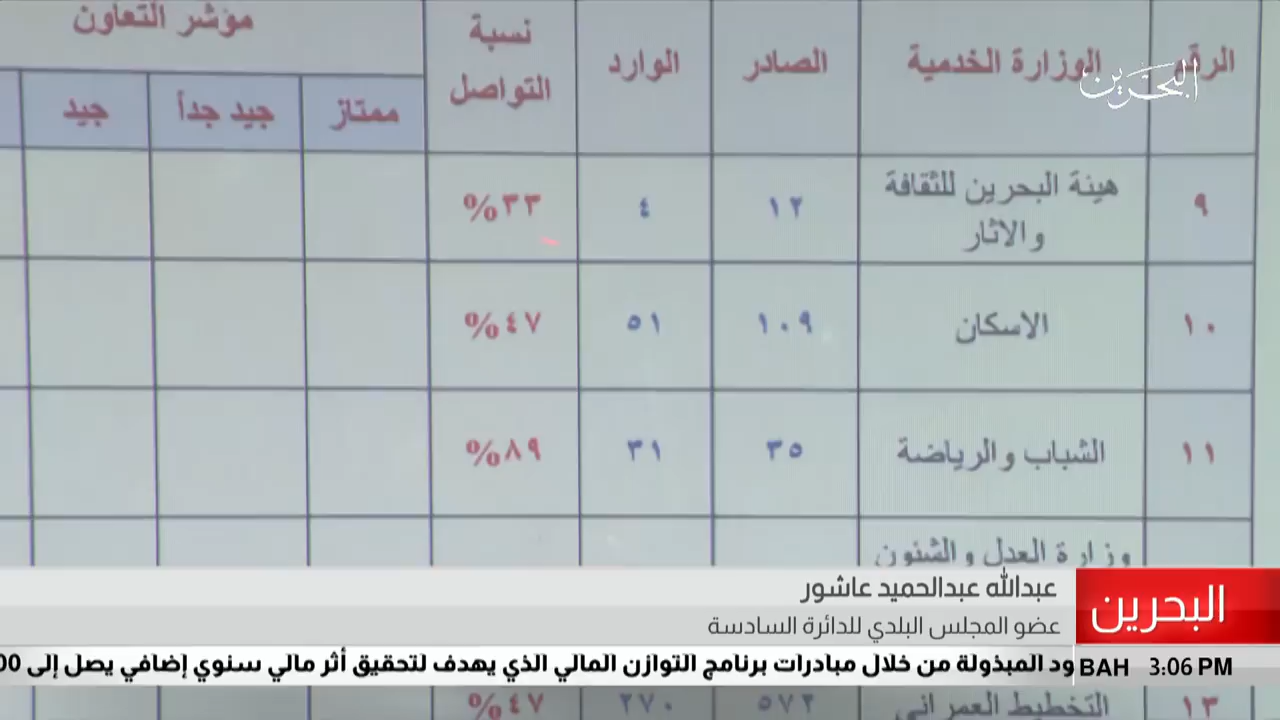 الرقم الوزارة الخدمية الصادر الوارد نسبة التواصل مؤشر التعاون
ممتاز جيد جداً جيد
البحرين
٩ هيئة البحرين للثقافة والاثار ١٢ ٤ ٣٣%
١٠ الاسكان ١٠٩ ٥١ ٤٧%
١١ الشباب والرياضة ٣٥ ٣١ ٨٩%
وزارة العدل والشئون
البحرين
عبدالله عبدالحميد عاشور
عضو المجلس البلدي للدائرة السادسة
BAH 3:06 PM
ود المبذولة من خلال مبادرات برنامج التوازن المالي الذي يهدف لتحقيق أثر مالي سنوي إضافي يصل إلى 00
١٣ التخطيط العمراني ٥٧٢ ٢٧٠ ٤٧%